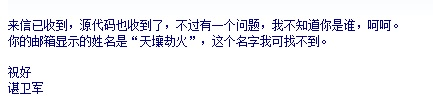 来信已收到，源代码也收到了，不过有一个问题，我不知道你是谁，呵呵。
你的邮箱显示的姓名是“天壤劫火”，这个名字我可找不到。
祝好
谌卫军